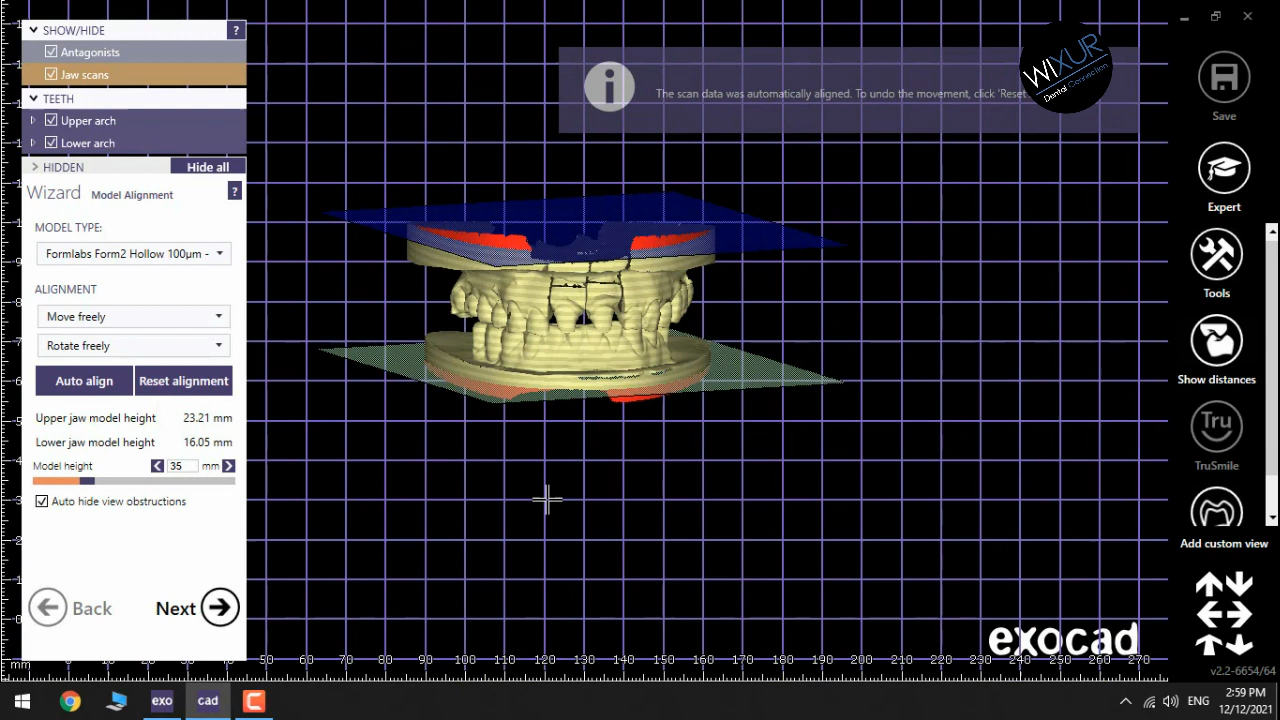 SHOW/HIDE ?
Antagonists
Jaw scans
TEETH
Upper arch
Lower arch
HIDDEN Hide all
Wizard Model Alignment ?
MODEL TYPE:
Formlabs Form2 Hollow 100µm -
ALIGNMENT
Move freely
Rotate freely
Auto align Reset alignment
Upper jaw model height 23.21 mm
Lower jaw model height 16.05 mm
Model height 35 mm
Auto hide view obstructions
Back Next
The scan data was automatically aligned. To undo the movement, click 'Reset
WIXUR
Dental Connection
Save
Expert
Tools
Show distances
Tru
TruSmile
Add custom view
exocad
mm 50 60 70 80 90 100 110 120 130 140 150 160 170 180 190 200 210 220 230 240 250 260 270
v2.2-6654/64
exo cad ENG 2:59 PM
12/12/2021